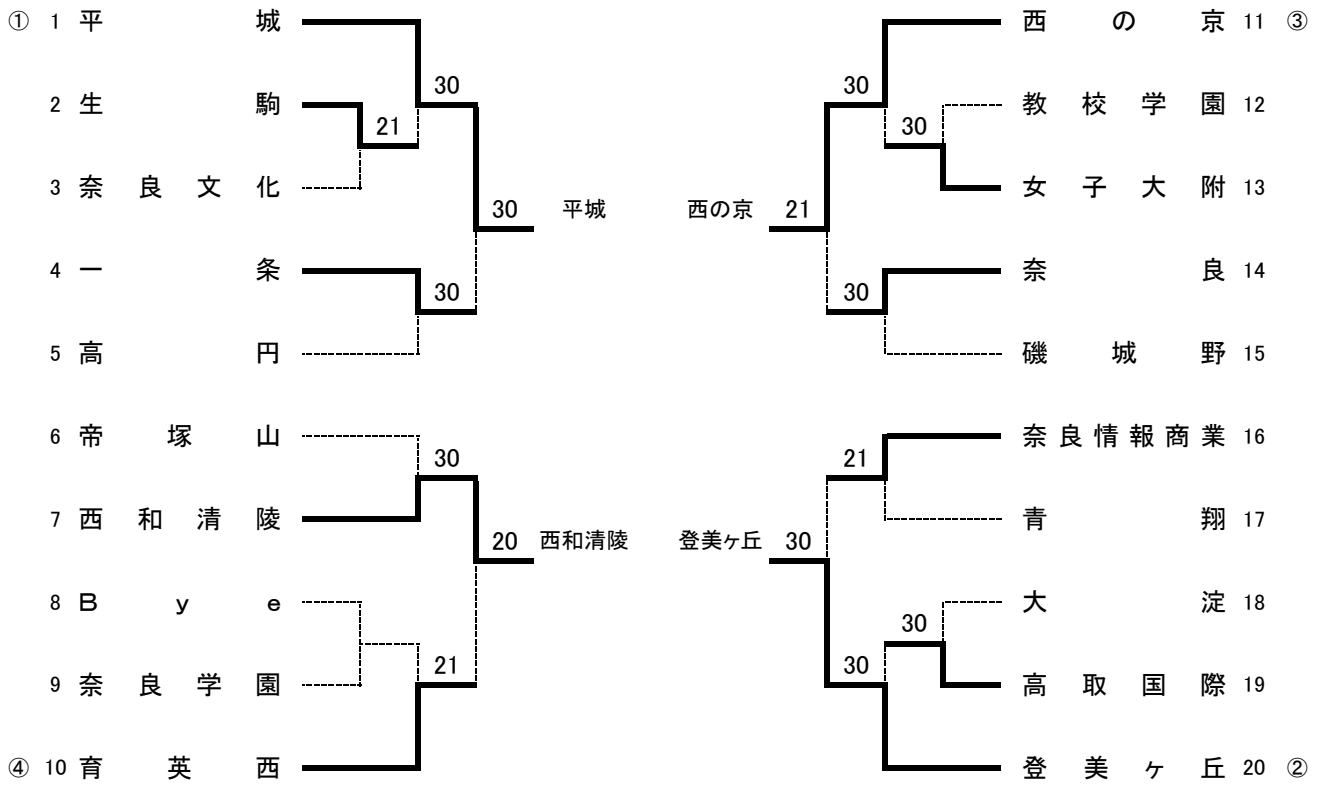 ① 1 平城 西の京 11 ③
30 30
2 生駒 教校学園 12
21 30
3 奈良文化 女子大附 13
30 平城 西の京 21
4 一条 奈良 14
30 30
5 高円 磯城野 15
6 帝塚山 奈良情報商業 16
30 21
7 西和清陵 青翔 17
20 西和清陵 登美ヶ丘 30
8 Bye 大淀 18
30
21 30
9 奈良学園 高取国際 19
④ 10 育英西 登美ヶ丘 20 ②